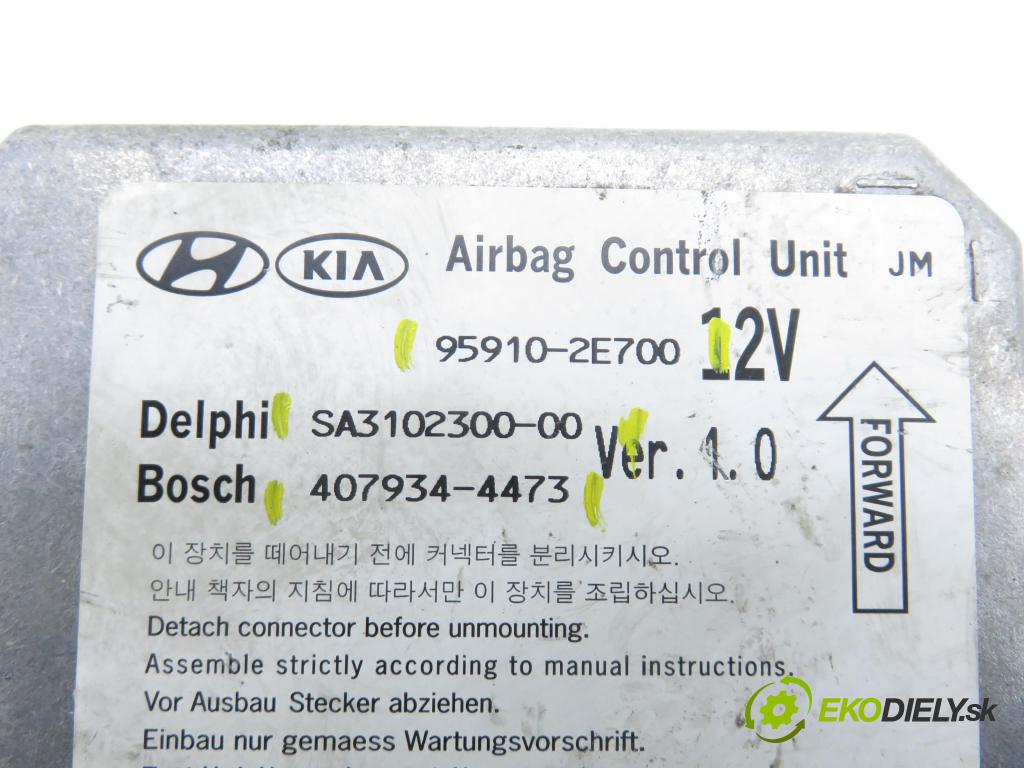 KIA Airbag Control Unit JM
95910-2E700 12V
Delphi SA3102300-00
Ver. 1.0
Bosch 407934-4473
FORWARD
이 장치를 떼어내기 전에 커넥터를 분리시키시오.
안내 책자의 지침에 따라서만 이 장치를 조립하십시오.
Detach connector before unmounting.
Assemble strictly according to manual instructions.
Vor Ausbau Stecker abziehen.
Einbau nur gemaess Wartungsvorschrift.
EKODIELY.sk